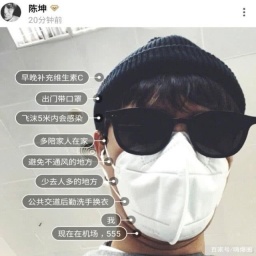 陈坤
20分钟前
早晚补充维生素C
出门带口罩
飞沫5米内会感染
多陪家人在家
避免不通风的地方
少去人多的地方
公共交通后勤洗手换衣
我
现在在机场，555